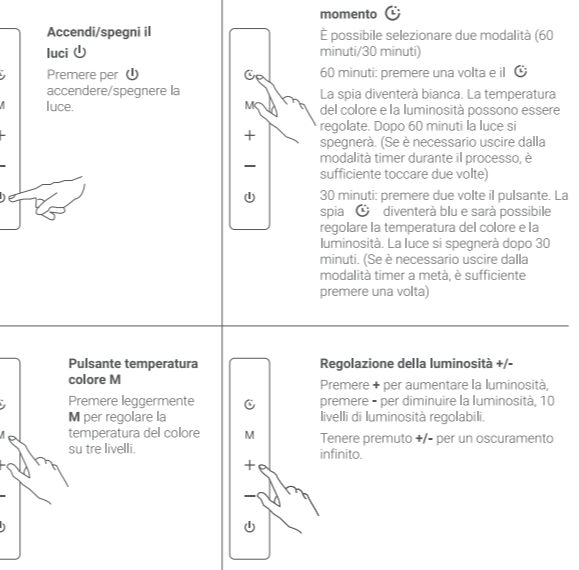 Accendi/spegni il
luci
Premere per
accendere/spegnere la
luce.
M
+
-
momento
È possibile selezionare due modalità (60
minuti/30 minuti)
60 minuti: premere una volta e il
La spia diventerà bianca. La temperatura
del colore e la luminosità possono essere
regolate. Dopo 60 minuti la luce si
spegnerà. (Se è necessario uscire dalla
modalità timer durante il processo, è
sufficiente toccare due volte)
30 minuti: premere due volte il pulsante. La
spia diventerà blu e sarà possibile
regolare la temperatura del colore e la
luminosità. La luce si spegnerà dopo 30
minuti. (Se è necessario uscire dalla
modalità timer a metà, è sufficiente
premere una volta)
M
+
-
Pulsante temperatura
colore M
Premere leggermente
M per regolare la
temperatura del colore
su tre livelli.
M
+
-
Regolazione della luminosità +/-
Premere + per aumentare la luminosità,
premere - per diminuire la luminosità, 10
livelli di luminosità regolabili.
Tenere premuto +/- per un oscuramento
infinito.
M
+
-